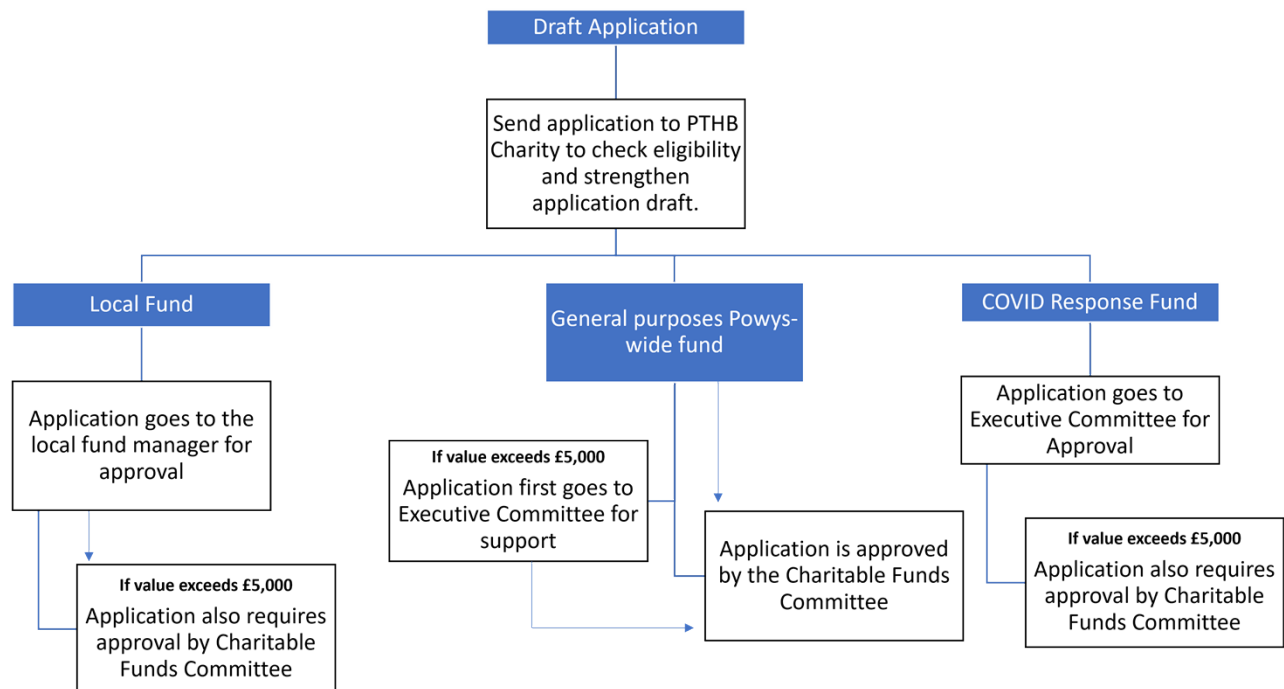 Draft Application
Send application to PTHB
Charity to check eligibility
and strengthen
application draft.
Local Fund
Application goes to the
local fund manager for
approval
If value exceeds £5,000
Application also requires
approval by Charitable
Funds Committee
General purposes Powys-
wide fund
If value exceeds £5,000
Application first goes to
Executive Committee for
support
Application is approved
by the Charitable Funds
Committee
COVID Response Fund
Application goes to
Executive Committee for
Approval
If value exceeds £5,000
Application also requires
approval by Charitable
Funds Committee